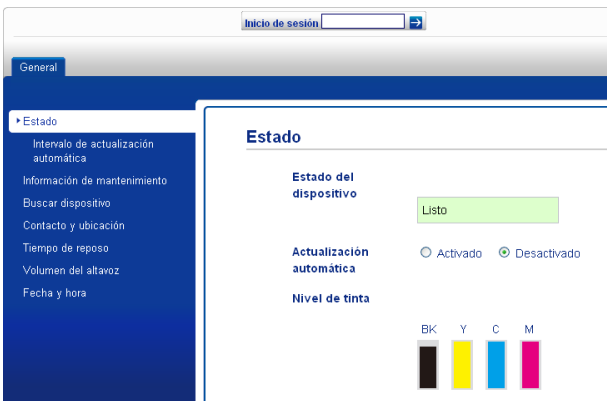 Inicio de sesión
General
Estado
Intervalo de actualización
automática
Información de mantenimiento
Buscar dispositivo
Contacto y ubicación
Tiempo de reposo
Volumen del altavoz
Fecha y hora
Estado
Estado del
dispositivo
Listo
Actualización
automática
Activado Desactivado
Nivel de tinta
BK Y C M